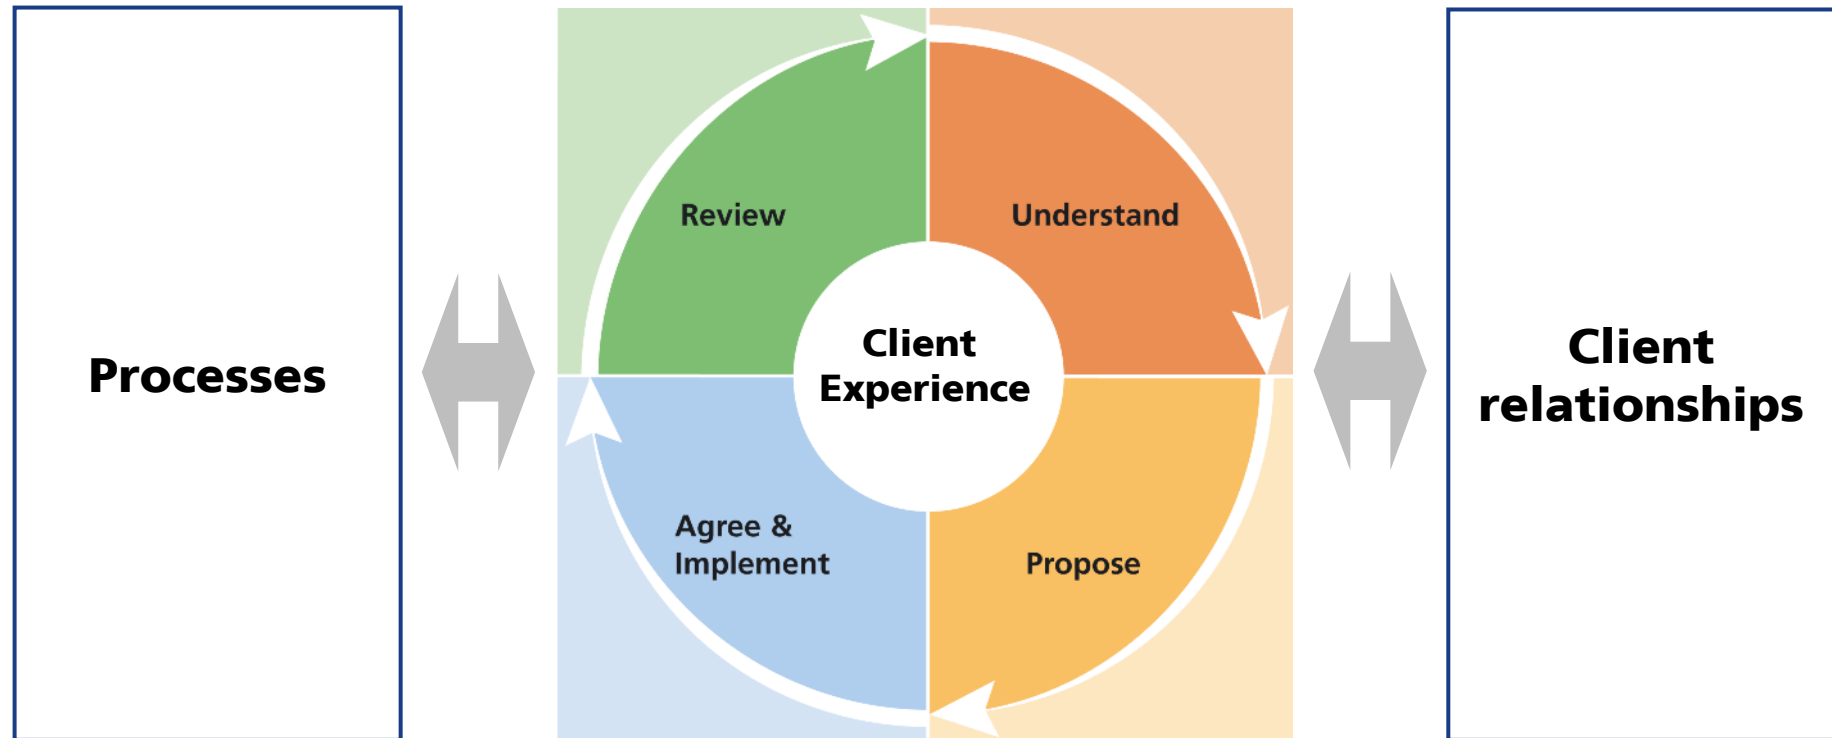 Processes
Review
Understand
Client
Experience
Agree &
Implement
Propose
Client
relationships